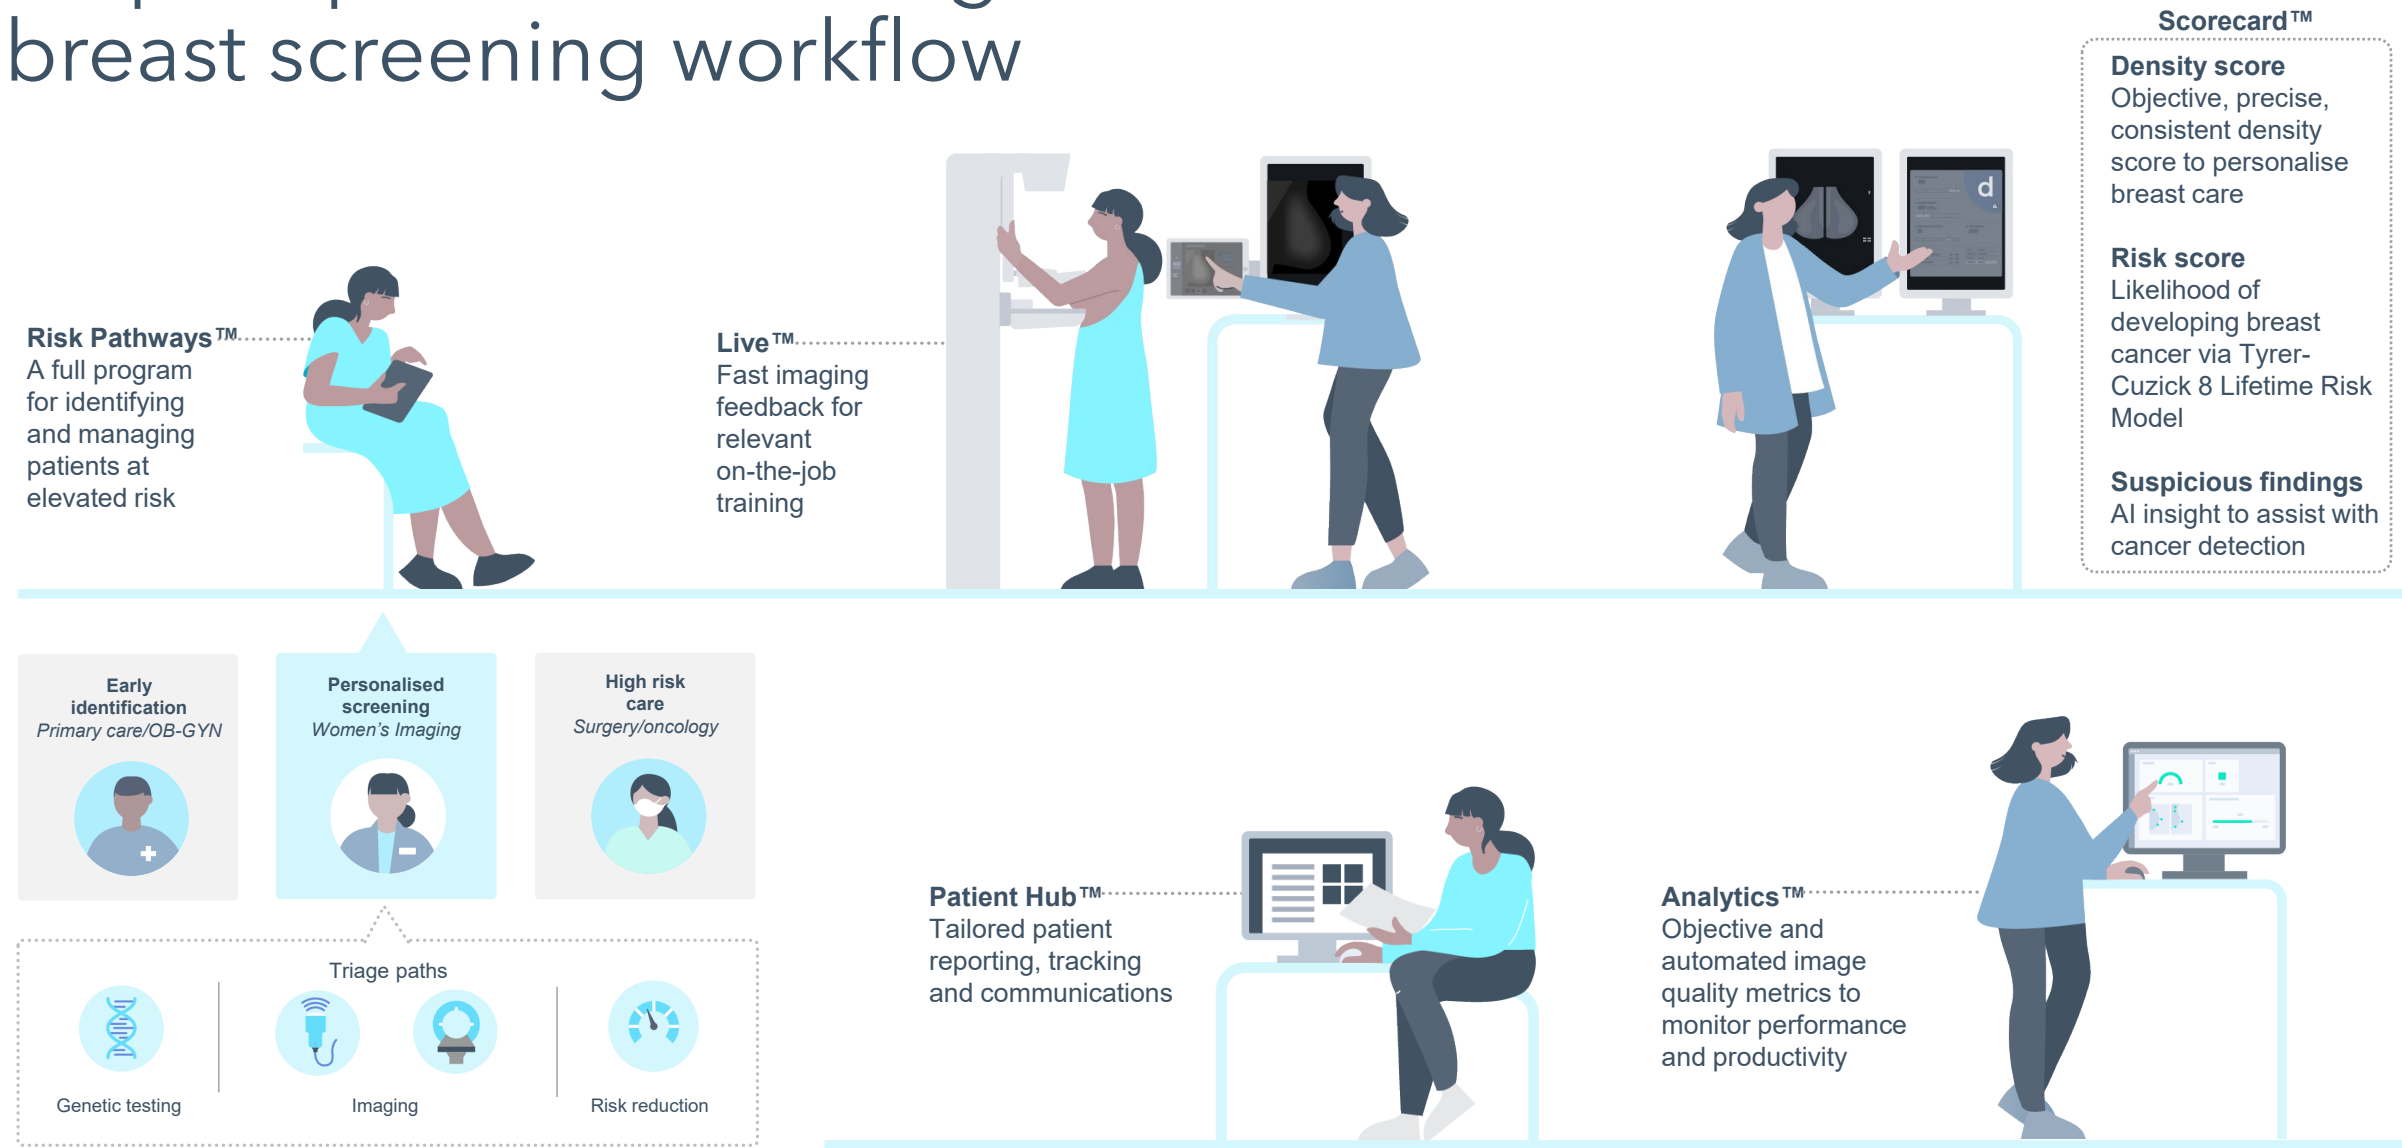 breast screening workflow
Scorecard™
Density score
Objective, precise,
consistent density
score to personalise
breast care
Risk score
Likelihood of
developing breast
cancer via Tyrer-
Cuzick 8 Lifetime Risk
Model
Suspicious findings
AI insight to assist with
cancer detection
d
Risk Pathways™
A full program
for identifying
and managing
patients at
elevated risk
Live™
Fast imaging
feedback for
relevant
on-the-job
training
Early
identification
Primary care/OB-GYN
Personalised
screening
Women's Imaging
High risk
care
Surgery/oncology
Triage paths
Genetic testing
Imaging
Risk reduction
Patient Hub™
Tailored patient
reporting, tracking
and communications
Analytics™
Objective and
automated image
quality metrics to
monitor performance
and productivity